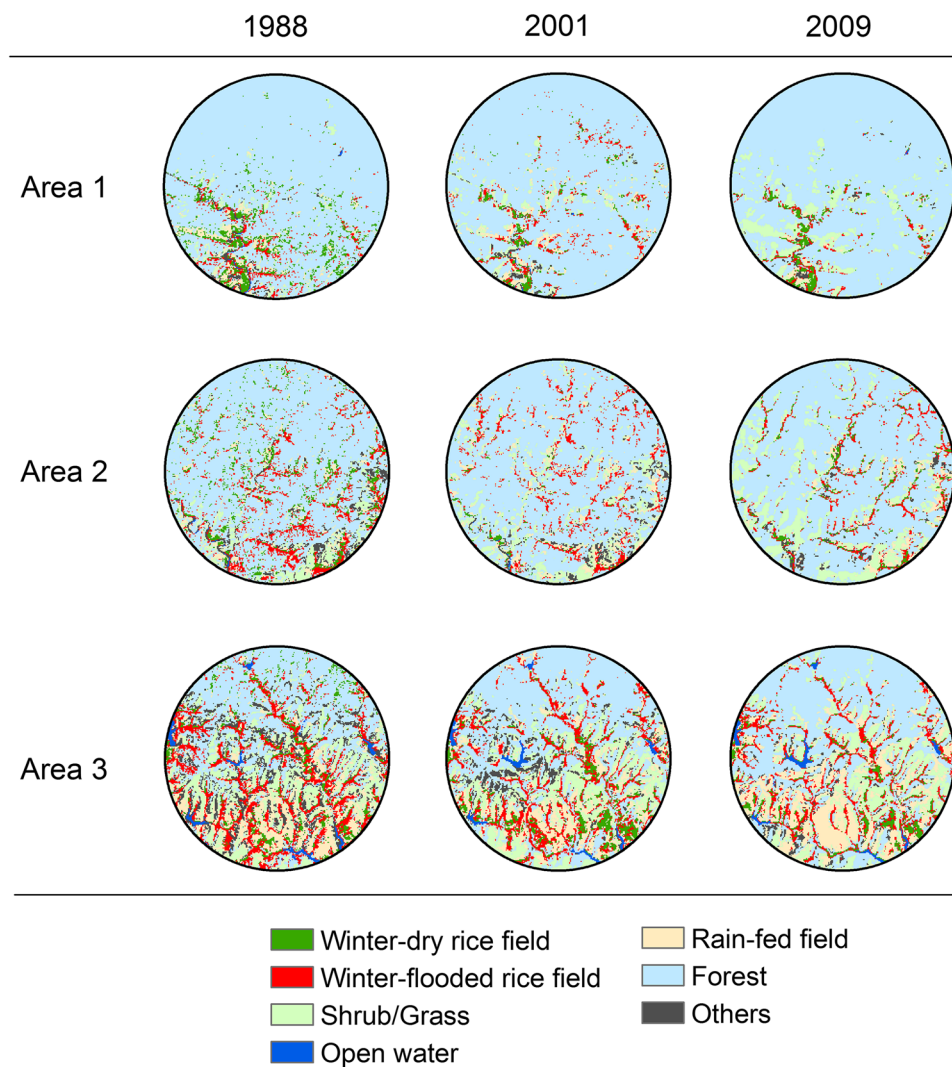 1988 2001 2009
Area 1
Area 2
Area 3
Winter-dry rice field
Winter-flooded rice field
Shrub/Grass
Open water
Rain-fed field
Forest
Others